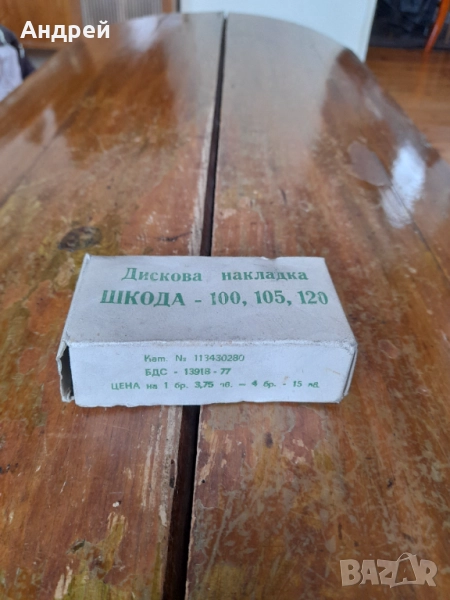 Андрей
Дискова накладка
ШКОДА - 100, 105, 120
Кат. № 113430280
БДС - 13918 - 77
ЦЕНА на 1 бр. 3,75 лв. — 4 бр. - 15 лв.
BAZAR